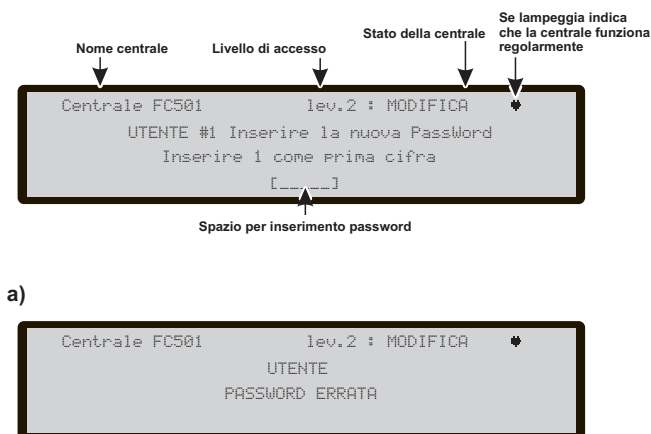 Se lampeggia indica
che la centrale funziona
regolarmente
Stato della centrale
Livello di accesso
Nome centrale
Centrale FC501 lev.2 : MODIFICA ♥
UTENTE #1 Inserire la nuova PassWord
Inserire 1 come prima cifra
[_____]
Spazio per inserimento password
a)
Centrale FC501 lev.2 : MODIFICA ♥
UTENTE
PASSWORD ERRATA